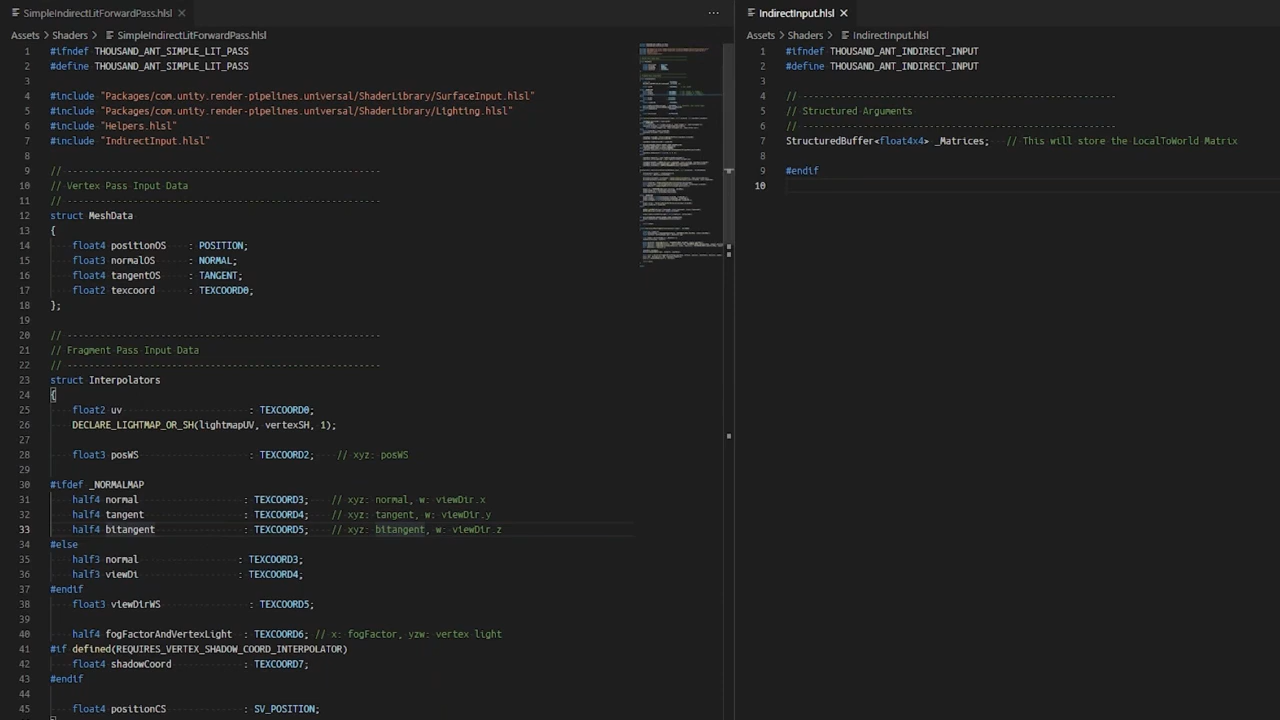 SimpleIndirectLitForwardPass.hlsl ×
Assets > Shaders > SimpleIndirectLitForwardPass.hlsl
1 #ifndef THOUSAND_ANT_SIMPLE_LIT_PASS
2 #define THOUSAND_ANT_SIMPLE_LIT_PASS
3
4 #include "Packages/com.unity.render-pipelines.universal/ShaderLibrary/SurfaceInput.hlsl"
5 #include "Packages/com.unity.render-pipelines.universal/ShaderLibrary/Lighting.hlsl"
6 #include "Helpers.hlsl"
7 #include "IndirectInput.hlsl"
8
9 // ----------------------------------------------------------
10 // Vertex Pass Input Data
11 // ----------------------------------------------------------
12 struct MeshData
13 {
14 float4 positionOS : POSITION;
15 float3 normalOS : NORMAL;
16 float4 tangentOS : TANGENT;
17 float2 texcoord : TEXCOORD0;
18 };
19
20 // ----------------------------------------------------------
21 // Fragment Pass Input Data
22 // ----------------------------------------------------------
23 struct Interpolators
24 {
25 float2 uv : TEXCOORD0;
26 DECLARE_LIGHTMAP_OR_SH(lightmapUV, vertexSH, 1);
27
28 float3 posWS : TEXCOORD2; // xyz: posWS
29
30 #ifdef _NORMALMAP
31 half4 normal : TEXCOORD3; // xyz: normal, w: viewDir.x
32 half4 tangent : TEXCOORD4; // xyz: tangent, w: viewDir.y
33 half4 bitangent : TEXCOORD5; // xyz: bitangent, w: viewDir.z
34 #else
35 half3 normal : TEXCOORD3;
36 half3 viewDi : TEXCOORD4;
37 #endif
38 float3 viewDirWS : TEXCOORD5;
39
40 half4 fogFactorAndVertexLight : TEXCOORD6; // x: fogFactor, yzw: vertex light
41 #if defined(REQUIRES_VERTEX_SHADOW_COORD_INTERPOLATOR)
42 float4 shadowCoord : TEXCOORD7;
43 #endif
44
45 float4 positionCS : SV_POSITION;
IndirectInput.hlsl ×
Assets > Shaders > IndirectInput.hlsl
1 #ifndef THOUSAND_ANT_INDIRECT_INPUT
2 #define THOUSAND_ANT_INDIRECT_INPUT
3
4 // ----------------------------------------------------------
5 // Structured Arguments
6 // ----------------------------------------------------------
7 StructuredBuffer<float4x4> _Matrices; // This will store the LocalToWorld Matrix
8
9 #endif
10